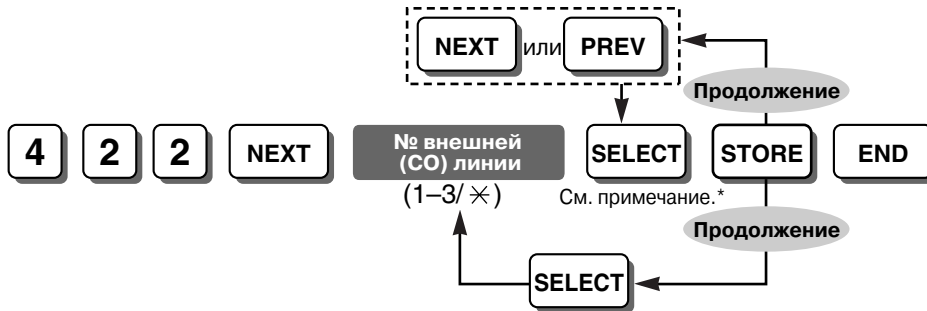 NEXT или PREV
Продолжение
4 2 2 NEXT № внешней (CO) линии SELECT STORE END
(1–3/✳) См. примечание.*
Продолжение
SELECT